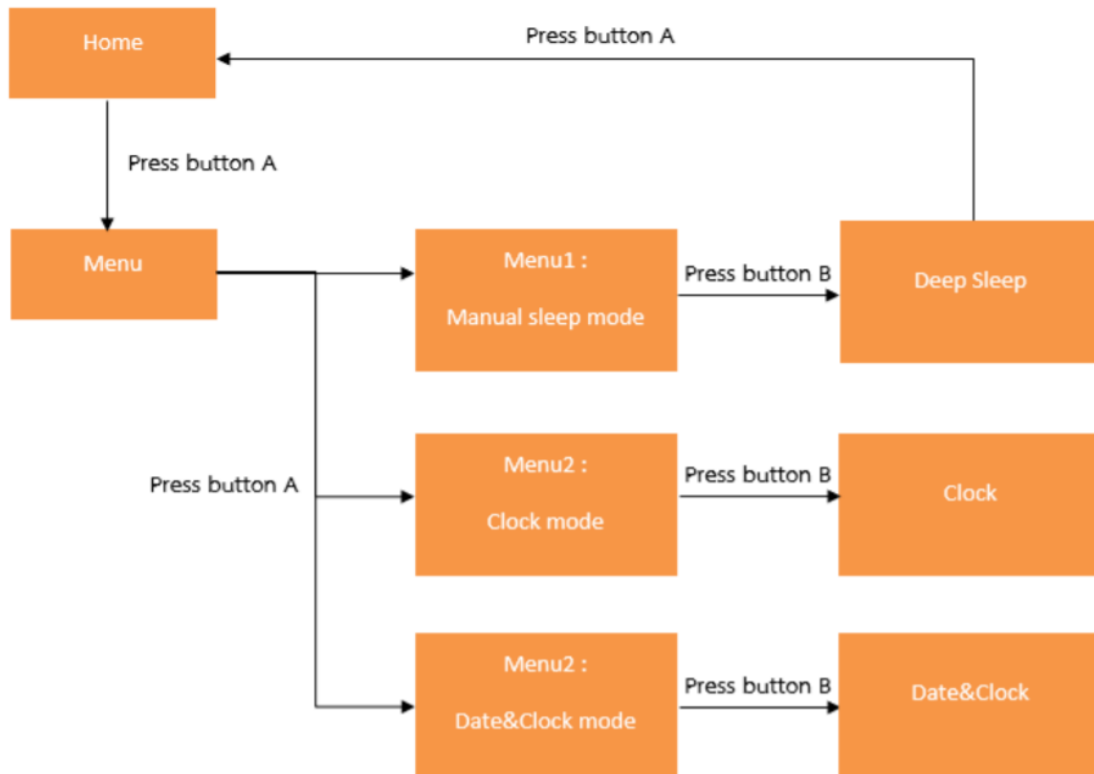 Home
Press button A
Press button A
Menu
Menu1 :
Manual sleep mode
Press button B
Deep Sleep
Press button A
Menu2 :
Clock mode
Press button B
Clock
Menu2 :
Date&Clock mode
Press button B
Date&Clock